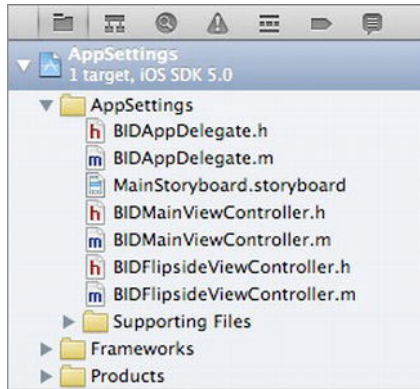 AppSettings
1 target, iOS SDK 5.0
AppSettings
h BIDAppDelegate.h
m BIDAppDelegate.m
MainStoryboard.storyboard
h BIDMainViewController.h
m BIDMainViewController.m
h BIDFlipsideViewController.h
m BIDFlipsideViewController.m
Supporting Files
Frameworks
Products